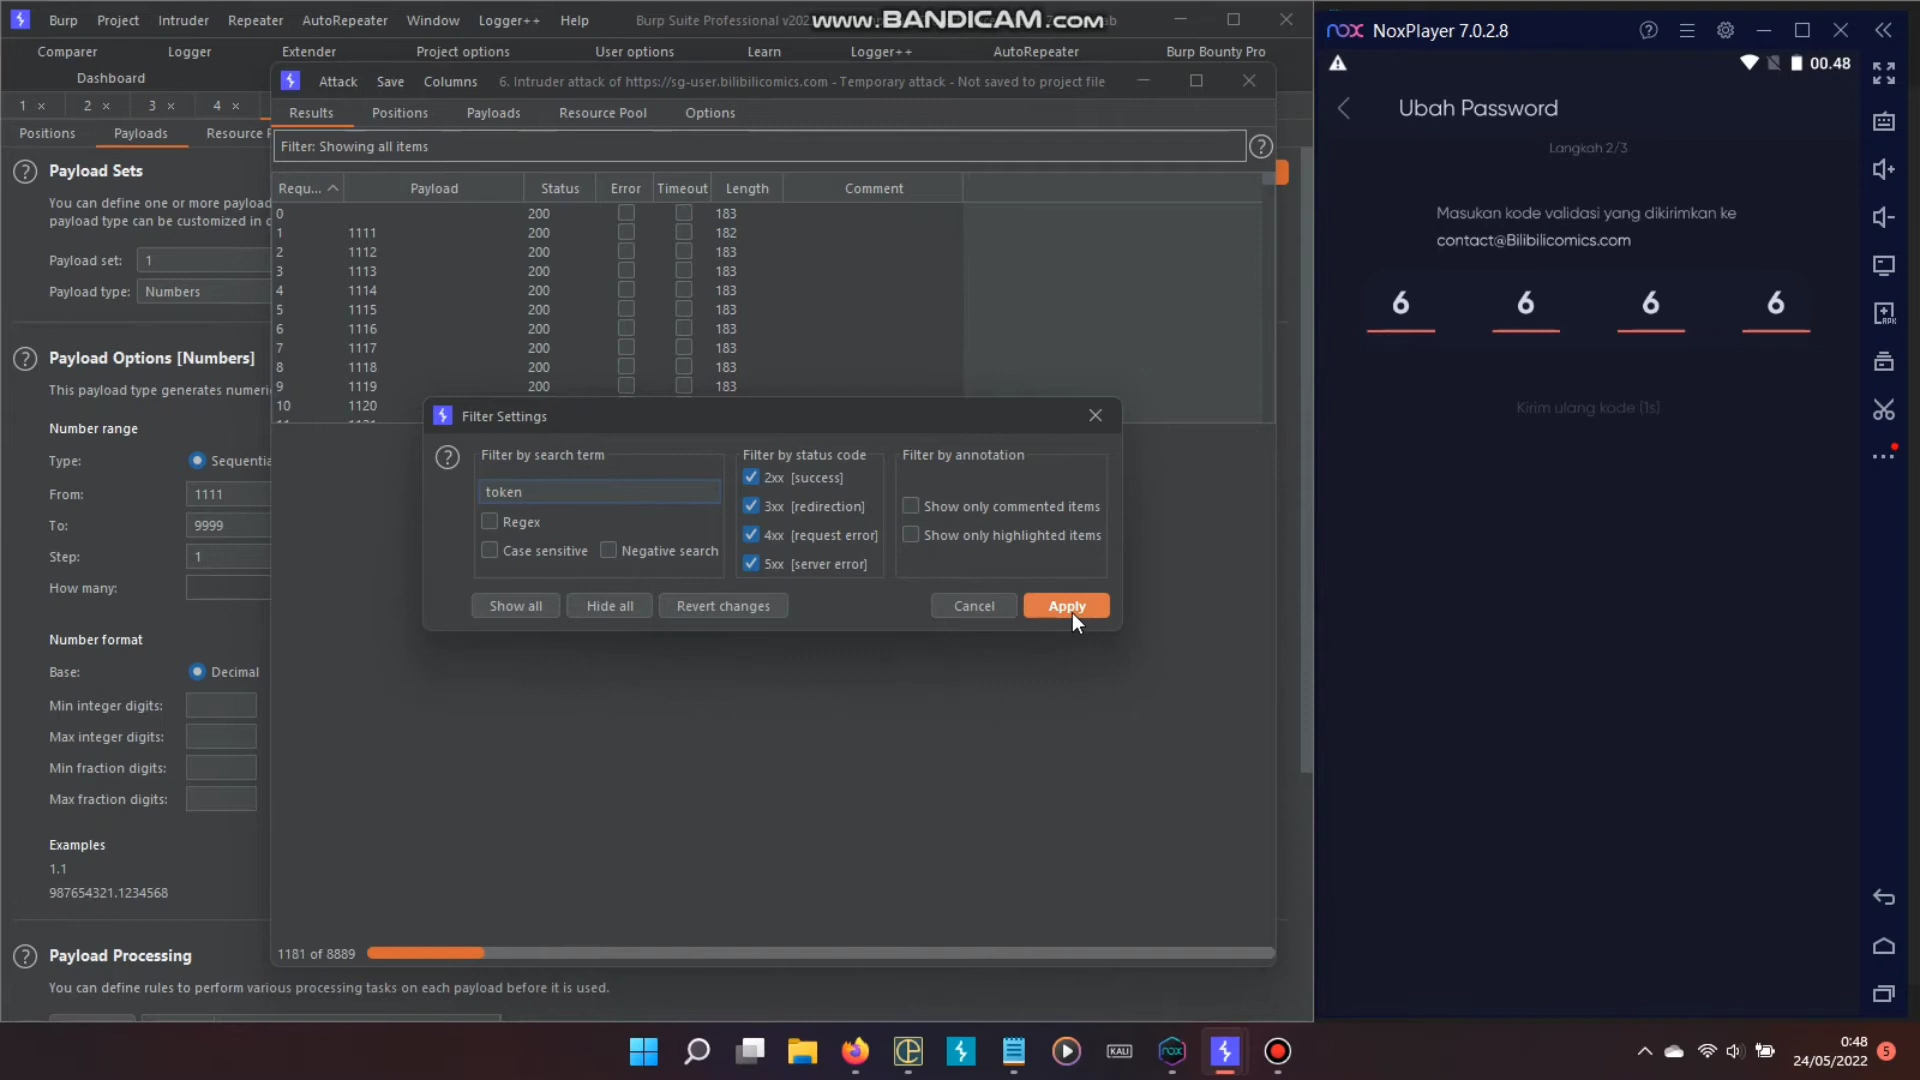 Burp Project Intruder Repeater AutoRepeater Window Logger++ Help Burp Suite Professional
www.BANDICAM.com
Comparer Logger Extender Project options User options Learn Logger++ AutoRepeater Burp Bounty Pro
Dashboard
1 × 2 × 3 × 4 ×
Positions Payloads Resource
Attack Save Columns 6. Intruder attack of https://sg-user.bilibilicomics.com - Temporary attack - Not saved to project file
Results Positions Payloads Resource Pool Options
Filter: Showing all items
Requ... Payload Status Error Timeout Length Comment
0 200 183
1 1111 200 182
2 1112 200 183
3 1113 200 183
4 1114 200 183
5 1115 200 183
6 1116 200 183
7 1117 200 183
8 1118 200 183
9 1119 200 183
10 1120
Payload Sets
You can define one or more payload
payload type can be customized in
Payload set: 1
Payload type: Numbers
Payload Options [Numbers]
This payload type generates numeri
Number range
Type: Sequentia
From: 1111
To: 9999
Step: 1
How many:
Number format
Base: Decimal
Min integer digits:
Max integer digits:
Min fraction digits:
Max fraction digits:
Examples
1.1
987654321.1234568
Payload Processing
You can define rules to perform various processing tasks on each payload before it is used.
Filter Settings
Filter by search term
token
Regex
Case sensitive Negative search
Filter by status code
2xx [success]
3xx [redirection]
4xx [request error]
5xx [server error]
Filter by annotation
Show only commented items
Show only highlighted items
Show all Hide all Revert changes Cancel Apply
1181 of 8889
nox NoxPlayer 7.0.2.8
00.48
Ubah Password
Langkah 2/3
Masukan kode validasi yang dikirimkan ke
contact@Bilibilicomics.com
6 6 6 6
Kirim ulang kode (1s)
APK
KALI
nox
0:48
24/05/2022
5